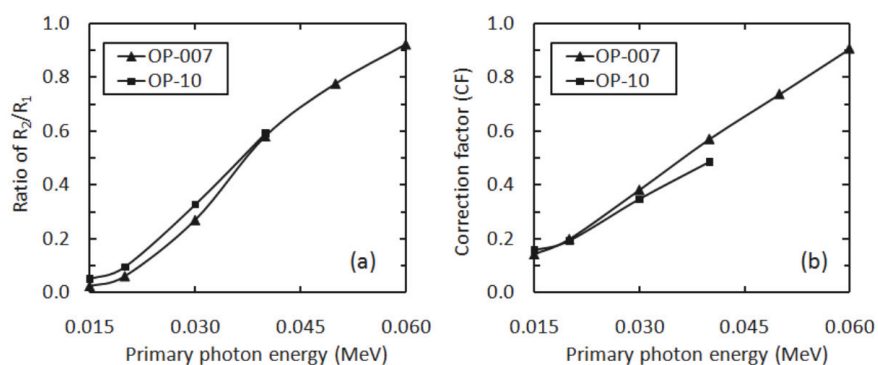 1.0
0.8
0.6
0.4
0.2
0.0
Ratio of R2/R1
OP-007
OP-10
(a)
0.015 0.030 0.045 0.060
Primary photon energy (MeV)
1.0
0.8
0.6
0.4
0.2
0.0
Correction factor (CF)
OP-007
OP-10
(b)
0.015 0.030 0.045 0.060
Primary photon energy (MeV)